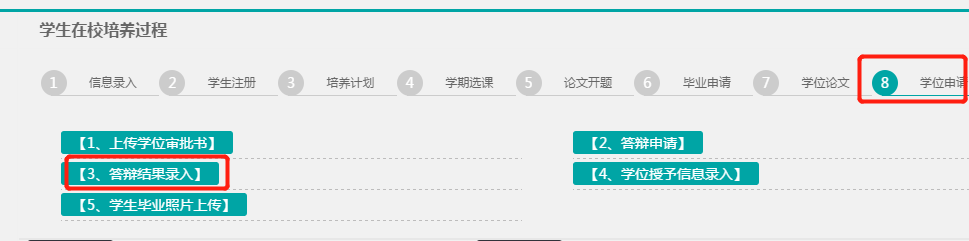 学生在校培养过程
1 信息录入 2 学生注册 3 培养计划 4 学期选课 5 论文开题 6 毕业申请 7 学位论文 8 学位申请
【1、上传学位审批书】 【2、答辩申请】
【3、答辩结果录入】 【4、学位授予信息录入】
【5、学生毕业照片上传】